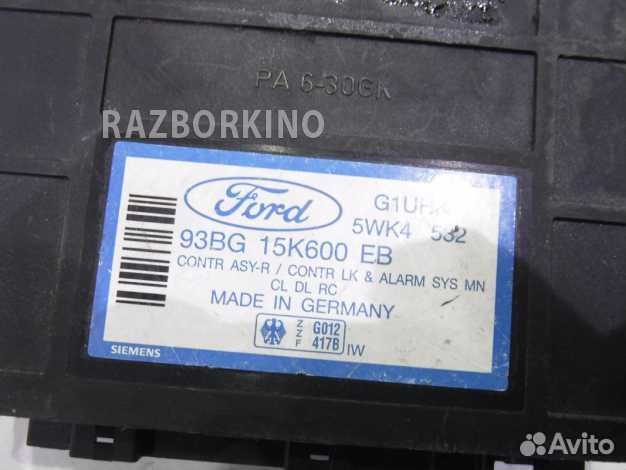 PA 6-30GK
RAZBORKINO
Ford
5WK4 532
93BG 15K600 EB
CONTR ASY-R / CONTR LK & ALARM SYS MN
CL DL RC
MADE IN GERMANY
Z Z F
G012
417B
IW
SIEMENS
Avito